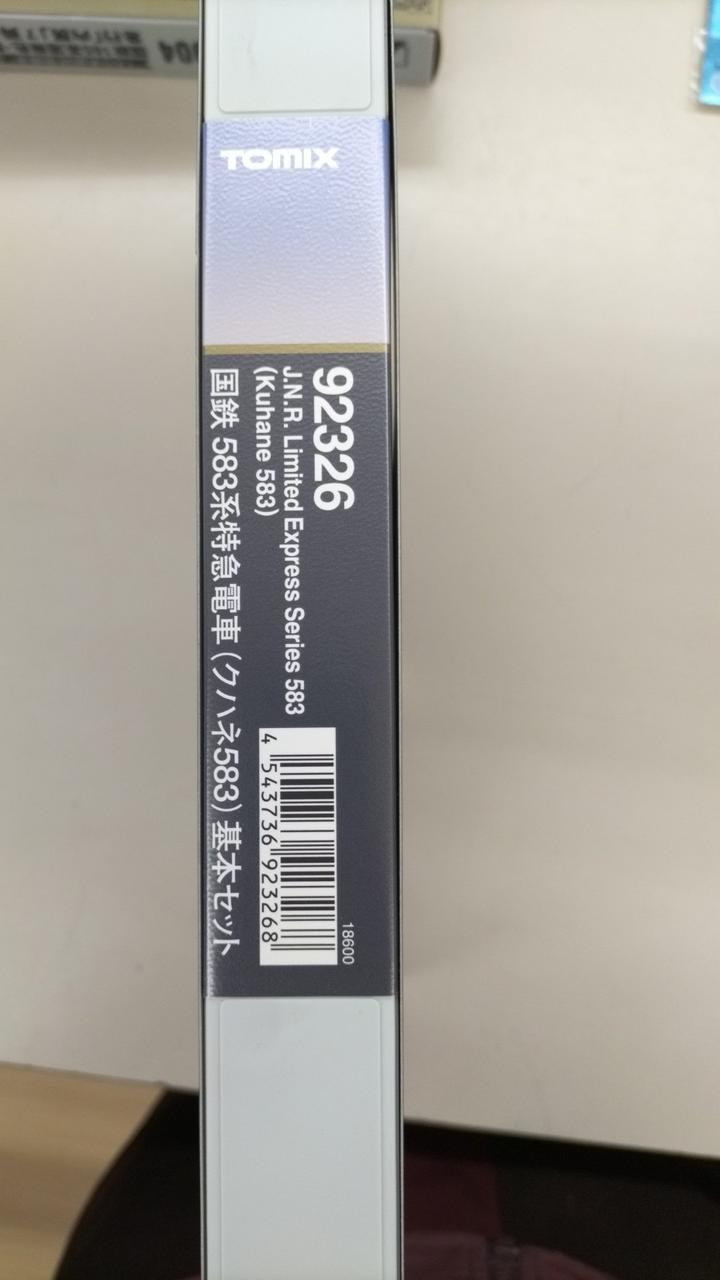 TOMIX
92326
J.N.R. Limited Express Series 583
(Kuhane 583)
国鉄 583系特急電車 (クハネ583) 基本セット
18600
4 543736 923268